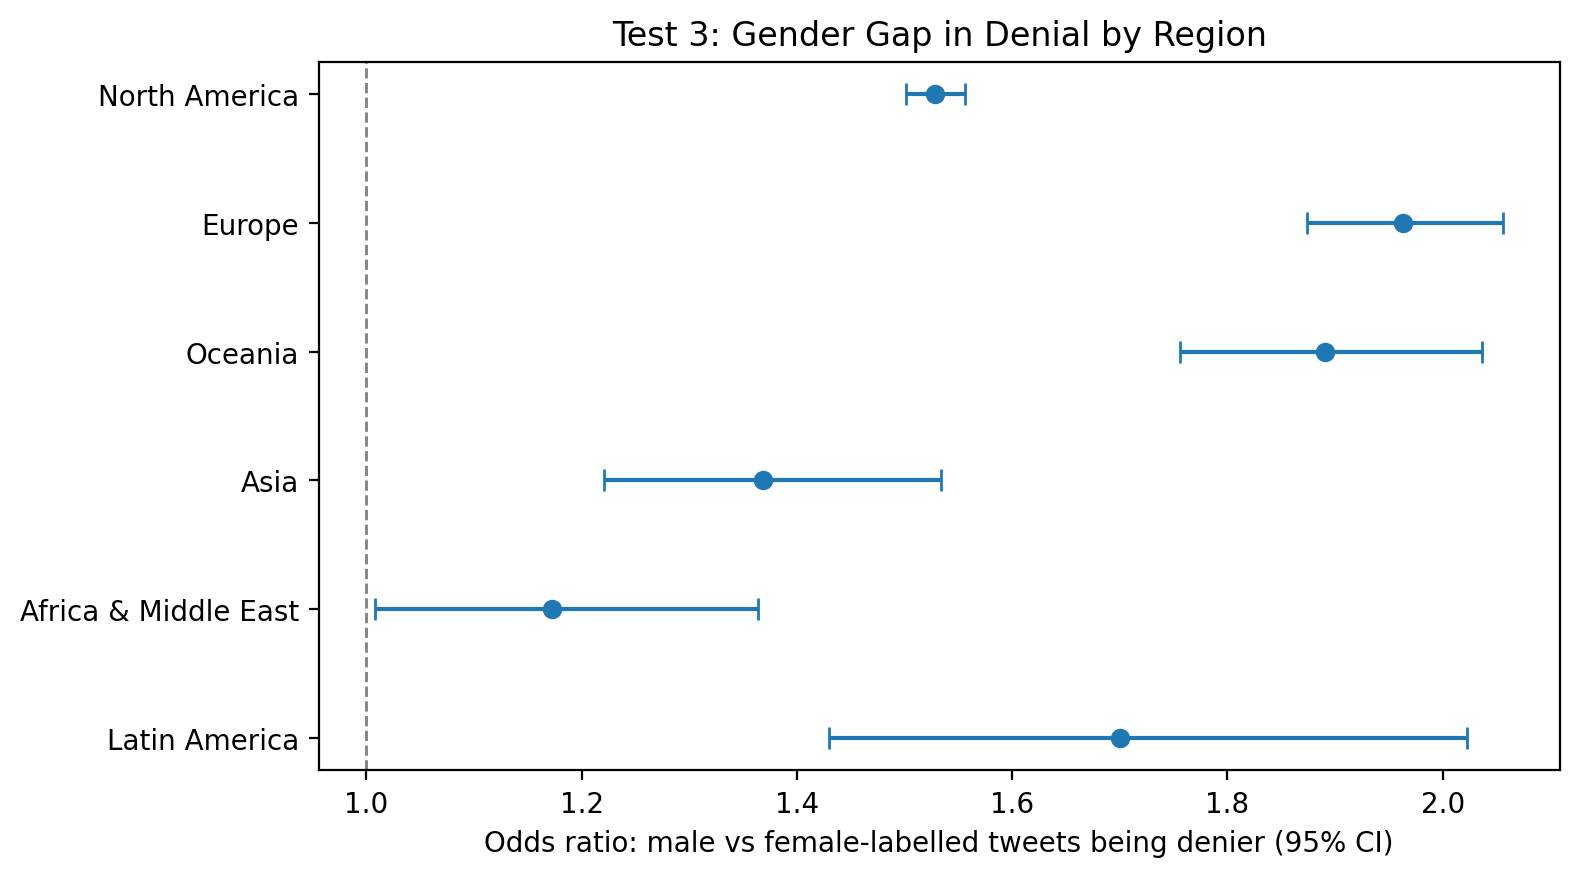 Test 3: Gender Gap in Denial by Region
North America
Europe
Oceania
Asia
Africa & Middle East
Latin America
1.0 1.2 1.4 1.6 1.8 2.0
Odds ratio: male vs female-labelled tweets being denier (95% CI)